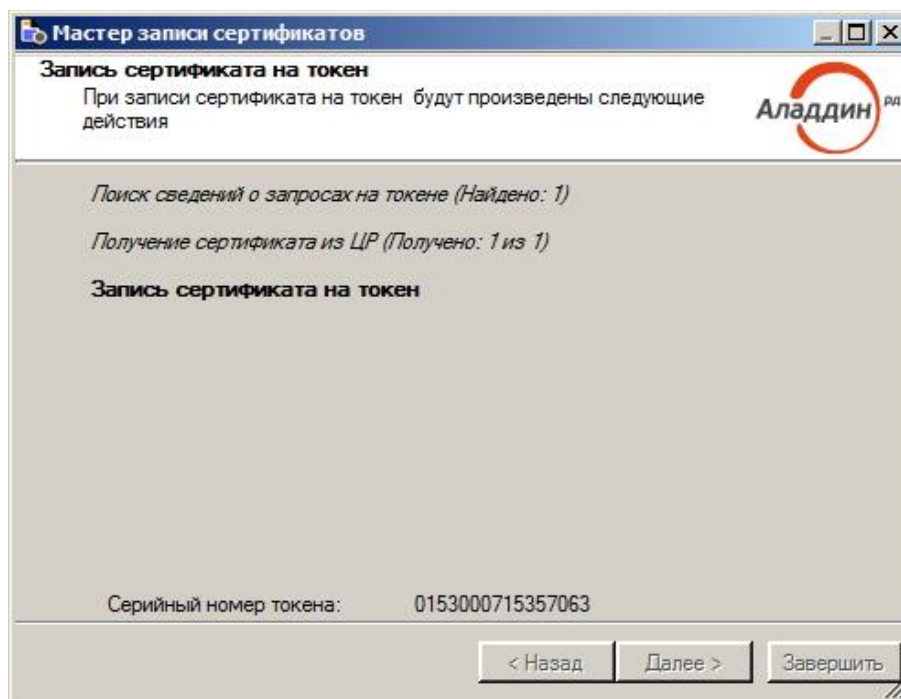 Мастер записи сертификатов
Запись сертификата на токен
При записи сертификата на токен будут произведены следующие
действия
Аладдин РД
Поиск сведений о запросах на токене (Найдено: 1)
Получение сертификата из ЦР (Получено: 1 из 1)
Запись сертификата на токен
Серийный номер токена: 0153000715357063
< Назад Далее > Завершить